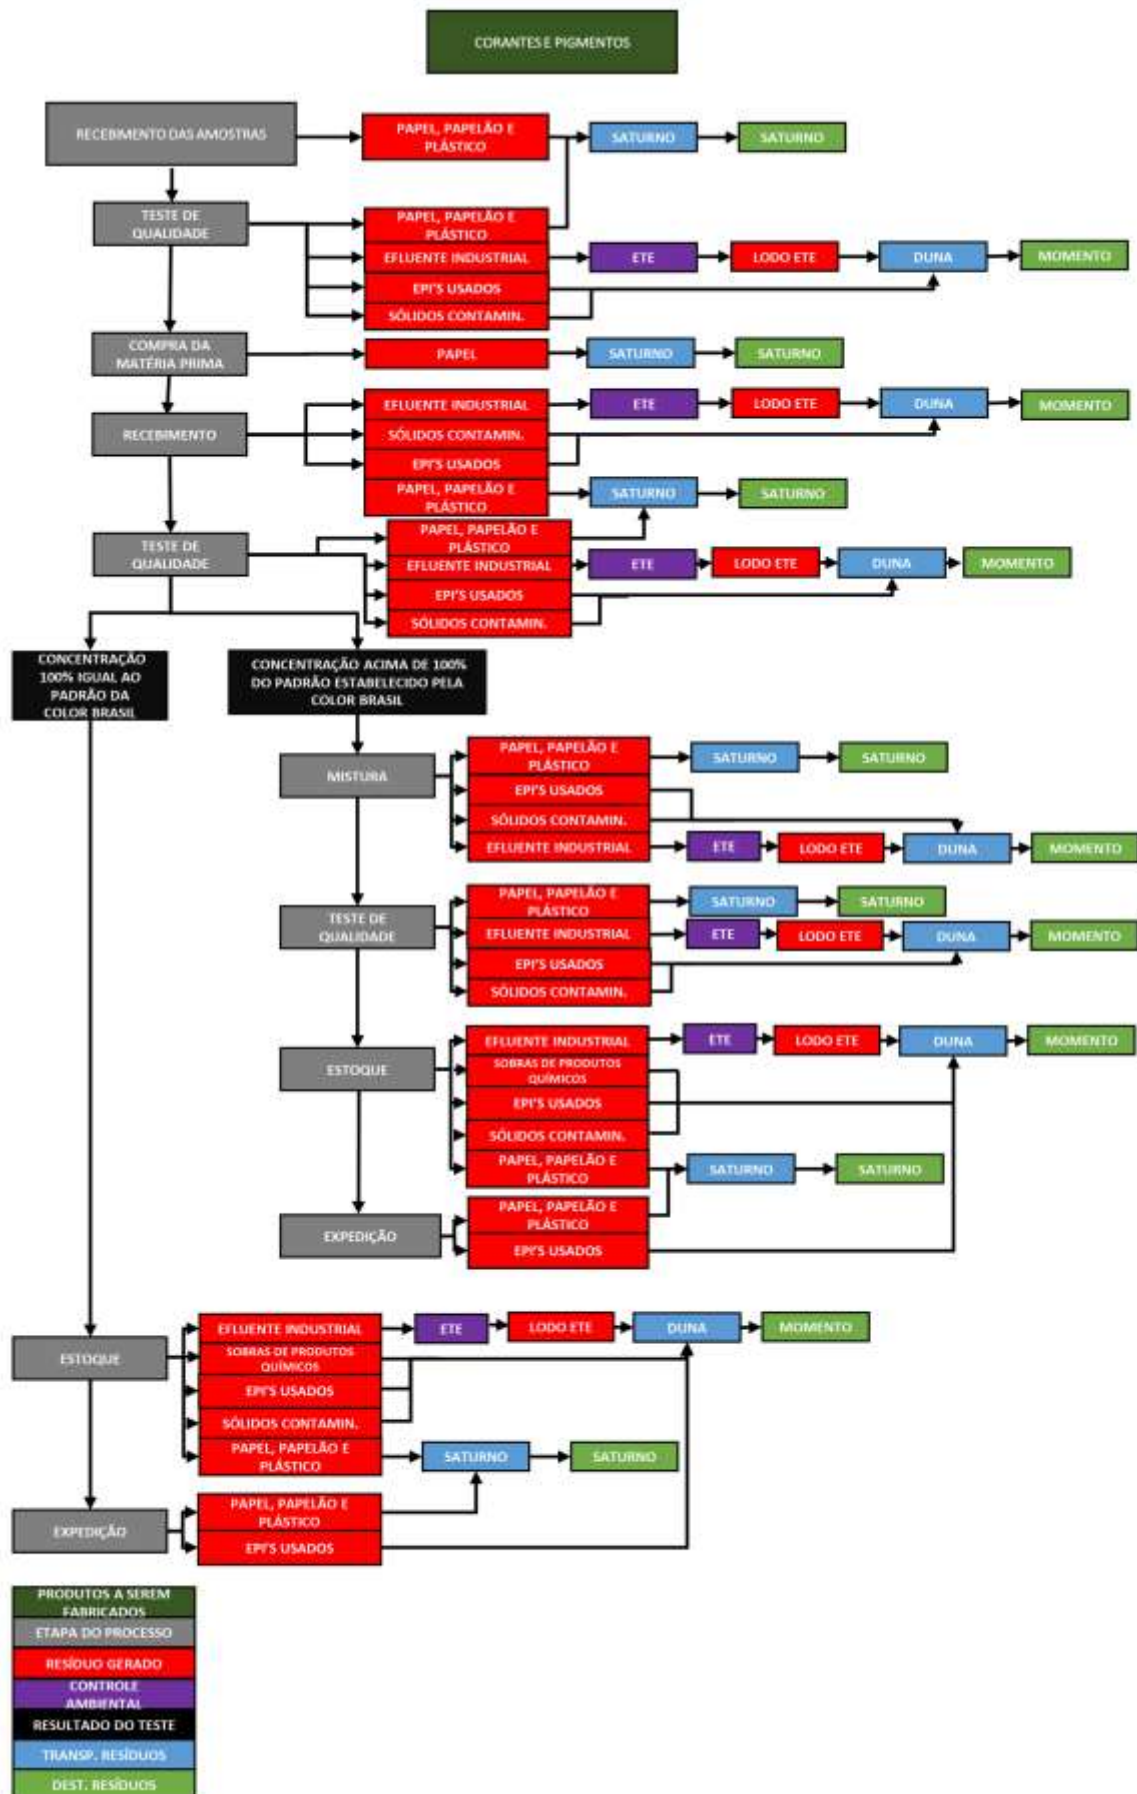 CORANTES E PIGMENTOS
RECEBIMENTO DAS AMOSTRAS
PAPEL, PAPELÃO E
PLÁSTICO
SATURNO
SATURNO
TESTE DE
QUALIDADE
PAPEL, PAPELÃO E
PLÁSTICO
EFLUENTE INDUSTRIAL
ETE
LODO ETE
DUNA
MOMENTO
EPI'S USADOS
SÓLIDOS CONTAMIN.
COMPRA DA
MATÉRIA PRIMA
PAPEL
SATURNO
SATURNO
RECEBIMENTO
EFLUENTE INDUSTRIAL
ETE
LODO ETE
DUNA
MOMENTO
SÓLIDOS CONTAMIN.
EPI'S USADOS
PAPEL, PAPELÃO E
PLÁSTICO
SATURNO
SATURNO
TESTE DE
QUALIDADE
PAPEL, PAPELÃO E
PLÁSTICO
EFLUENTE INDUSTRIAL
ETE
LODO ETE
DUNA
MOMENTO
EPI'S USADOS
SÓLIDOS CONTAMIN.
CONCENTRAÇÃO
100% IGUAL AO
PADRÃO DA
COLOR BRASIL
CONCENTRAÇÃO ACIMA DE 100%
DO PADRÃO ESTABELECIDO PELA
COLOR BRASIL
MISTURA
PAPEL, PAPELÃO E
PLÁSTICO
SATURNO
SATURNO
EPI'S USADOS
SÓLIDOS CONTAMIN.
EFLUENTE INDUSTRIAL
ETE
LODO ETE
DUNA
MOMENTO
TESTE DE
QUALIDADE
PAPEL, PAPELÃO E
PLÁSTICO
SATURNO
SATURNO
EFLUENTE INDUSTRIAL
ETE
LODO ETE
DUNA
MOMENTO
EPI'S USADOS
SÓLIDOS CONTAMIN.
ESTOQUE
EFLUENTE INDUSTRIAL
ETE
LODO ETE
DUNA
MOMENTO
SOBRAS DE PRODUTOS
QUÍMICOS
EPI'S USADOS
SÓLIDOS CONTAMIN.
PAPEL, PAPELÃO E
PLÁSTICO
SATURNO
SATURNO
EXPEDIÇÃO
PAPEL, PAPELÃO E
PLÁSTICO
EPI'S USADOS
ESTOQUE
EFLUENTE INDUSTRIAL
ETE
LODO ETE
DUNA
MOMENTO
SOBRAS DE PRODUTOS
QUÍMICOS
EPI'S USADOS
SÓLIDOS CONTAMIN.
PAPEL, PAPELÃO E
PLÁSTICO
SATURNO
SATURNO
EXPEDIÇÃO
PAPEL, PAPELÃO E
PLÁSTICO
EPI'S USADOS
PRODUTOS A SEREM
FABRICADOS
ETAPA DO PROCESSO
RESÍDUO GERADO
CONTROLE
AMBIENTAL
RESULTADO DO TESTE
TRANSP. RESÍDUOS
DEST. RESÍDUOS